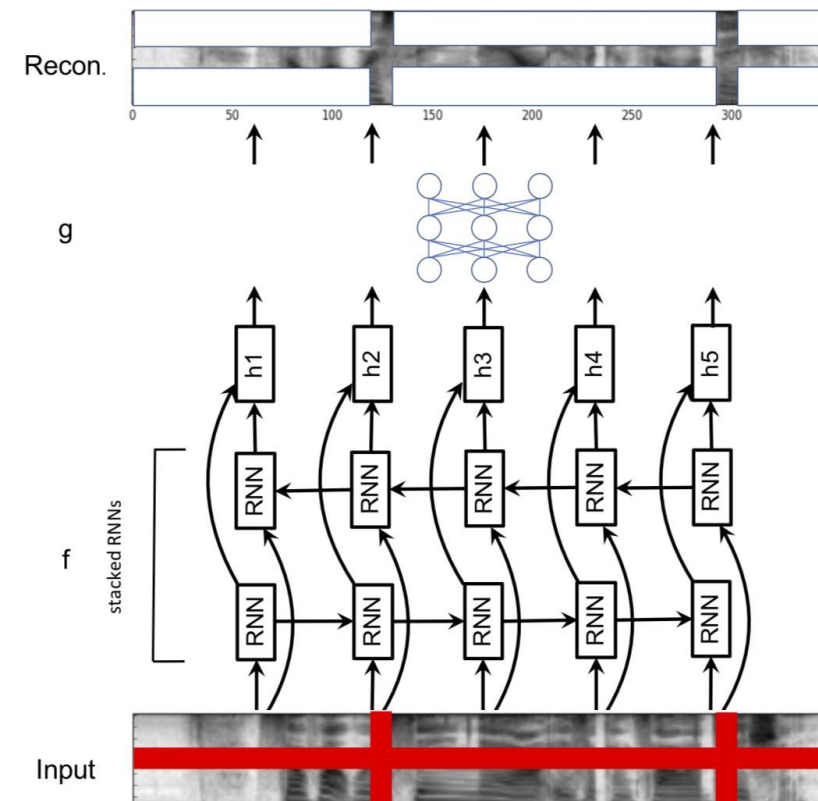 Recon.
0 50 100 150 200 250 300
g
h1 h2 h3 h4 h5
RNN RNN RNN RNN RNN
f
stacked RNNs
RNN RNN RNN RNN RNN
Input